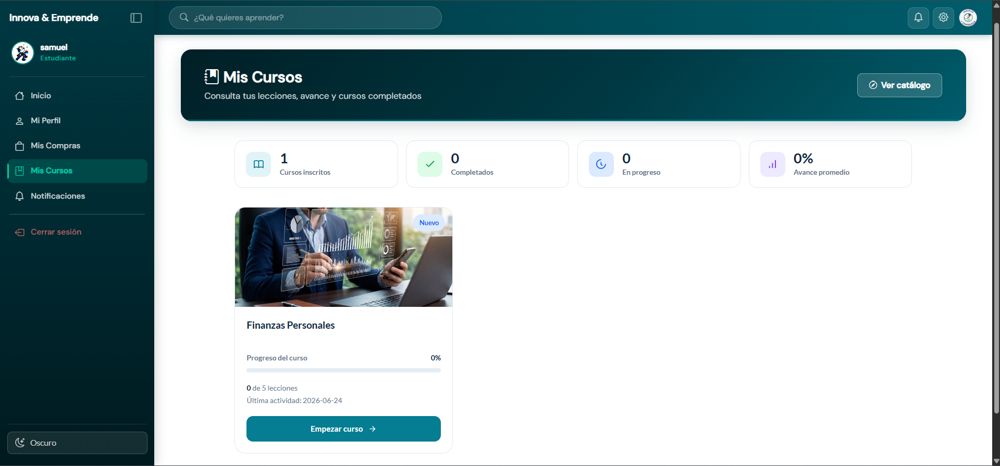 Innova & Emprende
¿Qué quieres aprender?
samuel
Estudiante
Inicio
Mi Perfil
Mis Compras
Mis Cursos
Notificaciones
Cerrar sesión
Oscuro
Mis Cursos
Consulta tus lecciones, avance y cursos completados
Ver catálogo
1
Cursos inscritos
0
Completados
0
En progreso
0%
Avance promedio
Nuevo
Finanzas Personales
Progreso del curso 0%
0 de 5 lecciones
Última actividad: 2026-06-24
Empezar curso →